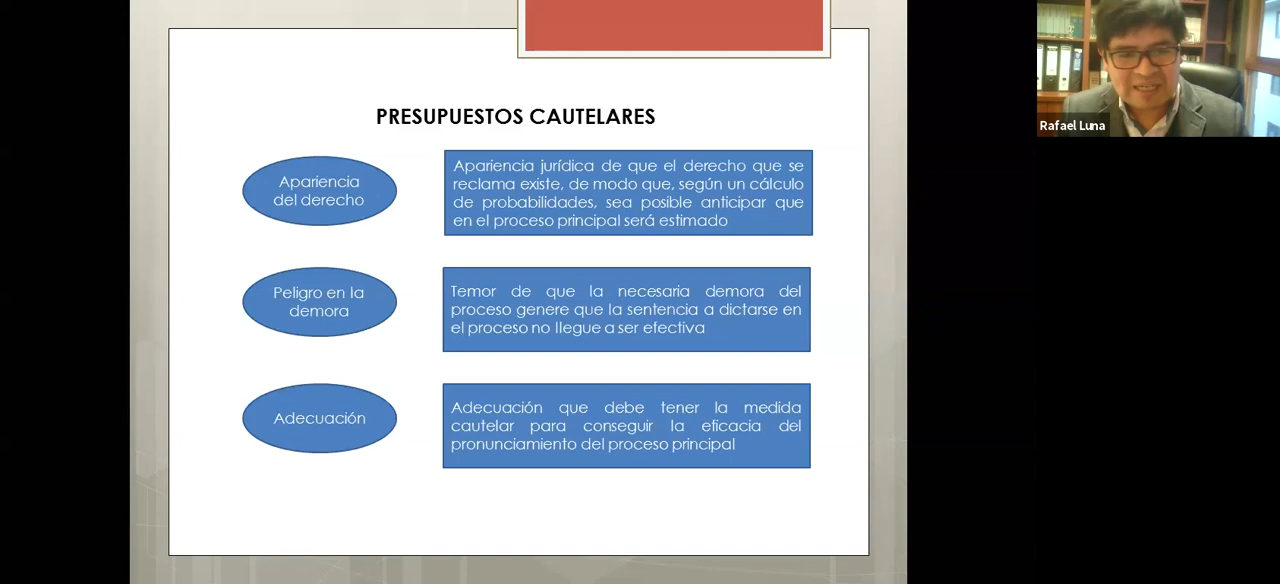 PRESUPUESTOS CAUTELARES
Apariencia
del derecho
Apariencia jurídica de que el derecho que se
reclama existe, de modo que, según un cálculo
de probabilidades, sea posible anticipar que
en el proceso principal será estimado
Peligro en la
demora
Temor de que la necesaria demora del
proceso genere que la sentencia a dictarse en
el proceso no llegue a ser efectiva
Adecuación
Adecuación que debe tener la medida
cautelar para conseguir la eficacia del
pronunciamiento del proceso principal
Rafael Luna